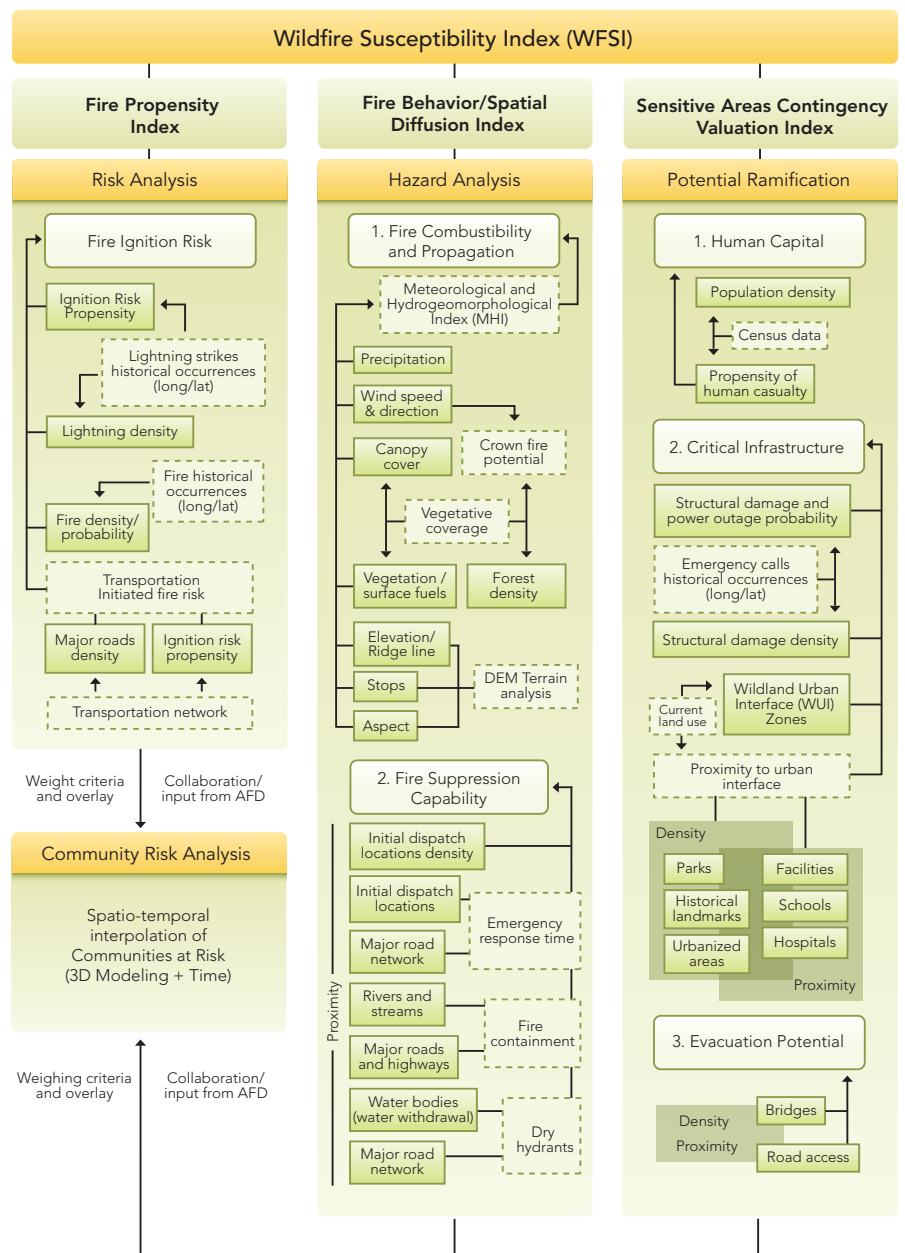 Wildfire Susceptibility Index (WFSI)
Fire Propensity
Index
Risk Analysis
Fire Ignition Risk
Ignition Risk
Propensity
Lightning strikes
historical occurrences
(long/lat)
Lightning density
Fire historical
occurrences
(long/lat)
Fire density/
probability
Transportation
Initiated fire risk
Major roads
density
Ignition risk
propensity
Transportation network
Weight criteria
and overlay
Collaboration/
input from AFD
Community Risk Analysis
Spatio-temporal
interpolation of
Communities at Risk
(3D Modeling + Time)
Weighing criteria
and overlay
Collaboration/
input from AFD
Fire Behavior/Spatial
Diffusion Index
Hazard Analysis
1. Fire Combustibility
and Propagation
Meteorological and
Hydrogeomorphological
Index (MHI)
Precipitation
Wind speed
& direction
Canopy
cover
Crown fire
potential
Vegetative
coverage
Vegetation /
surface fuels
Forest
density
Elevation/
Ridge line
Stops
Aspect
DEM Terrain
analysis
2. Fire Suppression
Capability
Proximity
Initial dispatch
locations density
Initial dispatch
locations
Major road
network
Emergency
response time
Rivers and
streams
Major roads
and highways
Fire
containment
Water bodies
(water withdrawal)
Major road
network
Dry
hydrants
Sensitive Areas Contingency
Valuation Index
Potential Ramification
1. Human Capital
Population density
Census data
Propensity of
human casualty
2. Critical Infrastructure
Structural damage and
power outage probability
Emergency calls
historical occurrences
(long/lat)
Structural damage density
Current
land use
Wildland Urban
Interface (WUI)
Zones
Proximity to urban
interface
Density
Parks
Historical
landmarks
Urbanized
areas
Facilities
Schools
Hospitals
Proximity
3. Evacuation Potential
Density
Proximity
Bridges
Road access